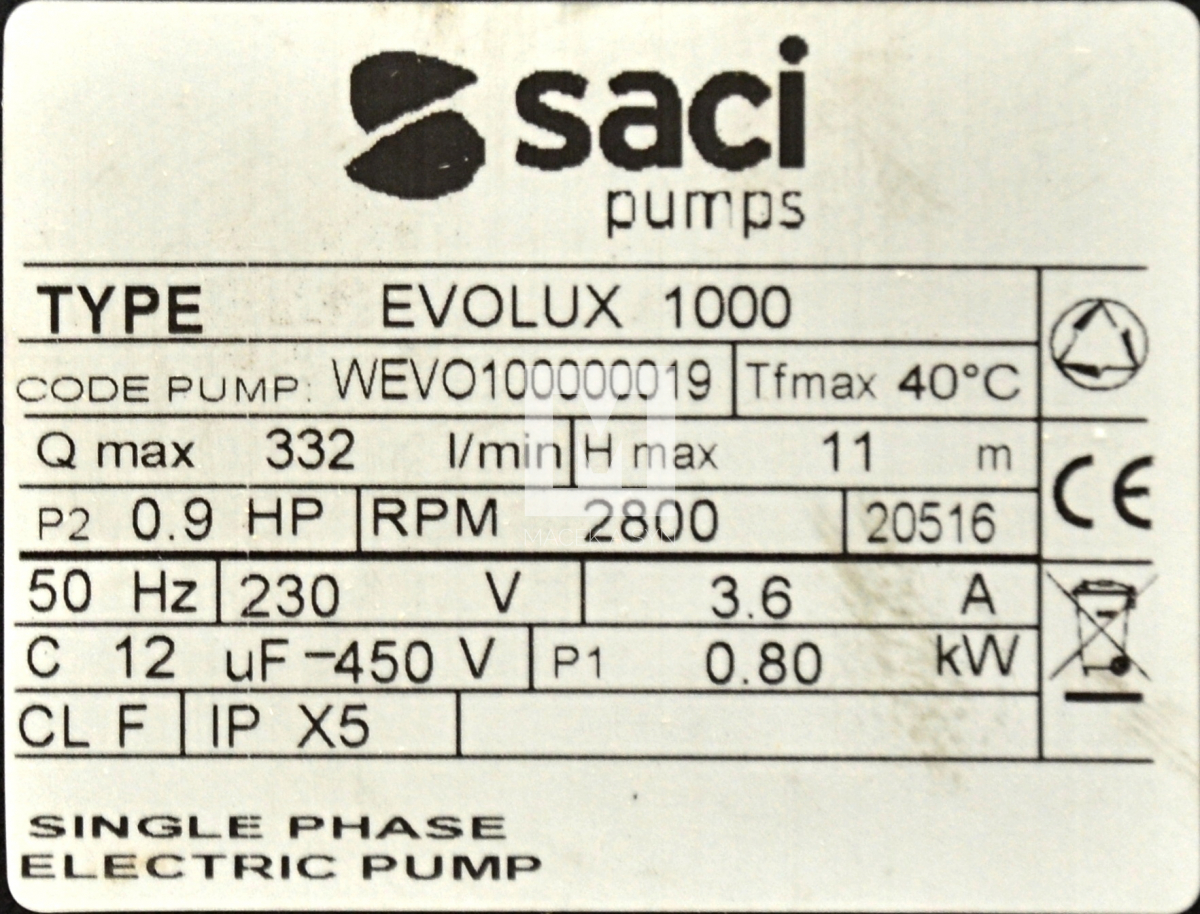 saci
pumps
TYPE EVOLUX 1000
CODE PUMP: WEVO100000019 Tfmax 40°C
Q max 332 l/min H max 11 m
P2 0.9 HP RPM 2800 20516
50 Hz 230 V 3.6 A
C 12 uF -450 V P1 0.80 kW
CL F IP X5
CE
SINGLE PHASE
ELECTRIC PUMP